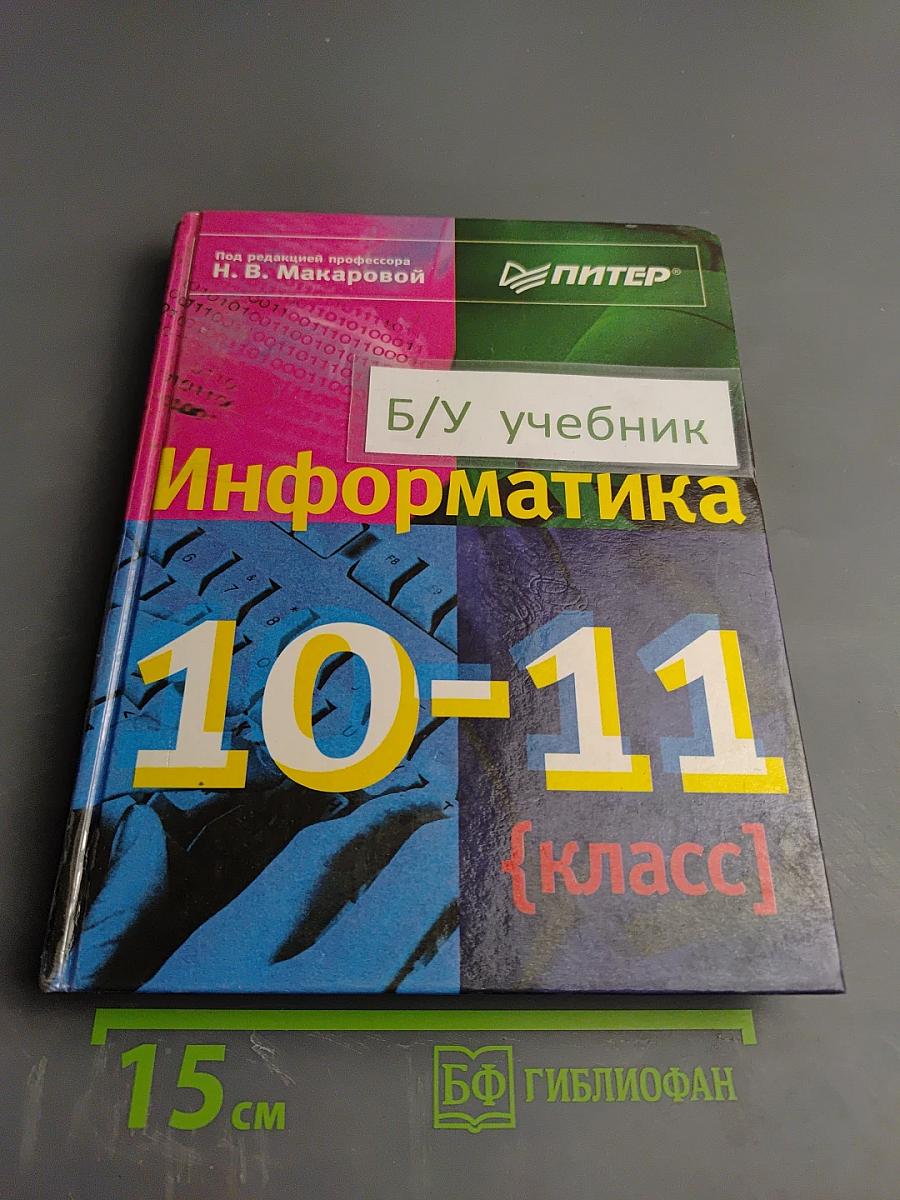 Под редакцией профессора
Н. В. Макаровой
ПИТЕР®
Б/У учебник
Информатика
10-11
{класс]
15 см
БФ ГИБЛИОФАН